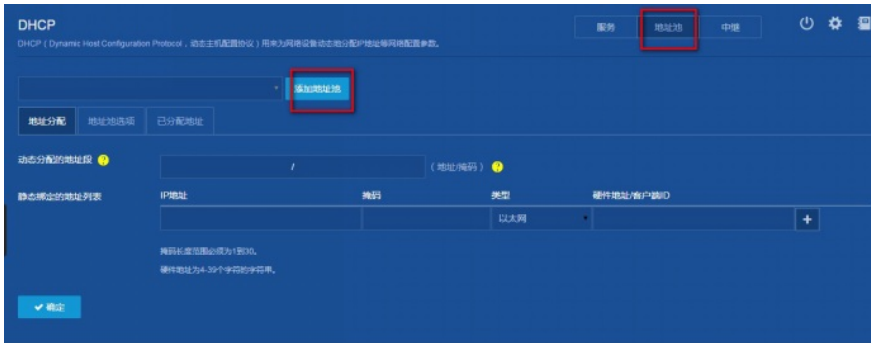 DHCP
服务 地址池 中继
DHCP ( Dynamic Host Configuration Protocol , 动态主机配置协议 ) 用来为网络设备动态地分配IP地址等网络配置参数。
添加地址池
地址分配 地址池选项 已分配地址
动态分配的地址段 ? / ( 地址/掩码 ) ?
静态绑定的地址列表 IP地址 掩码 类型 硬件地址/客户端ID
以太网 +
掩码长度范围必须为1到30。
硬件地址为4-39个字符的字符串。
确定